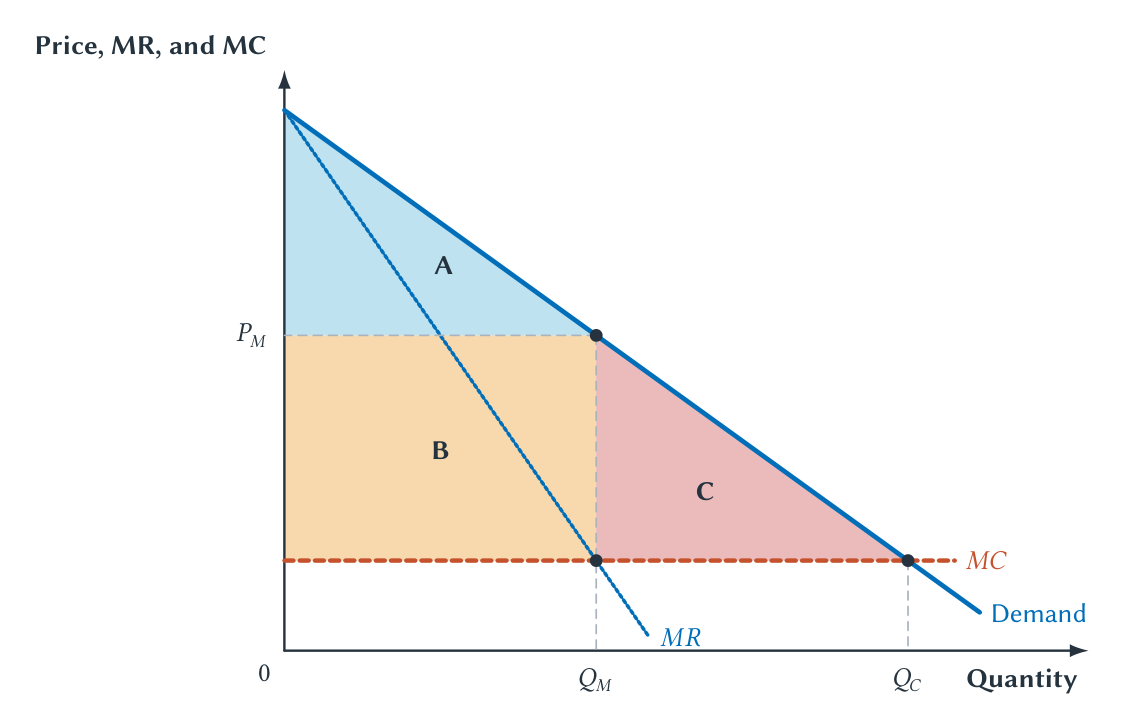 Price, MR, and MC
A
P_M
B
C
MC
Demand
MR
0
Q_M
Q_C
Quantity